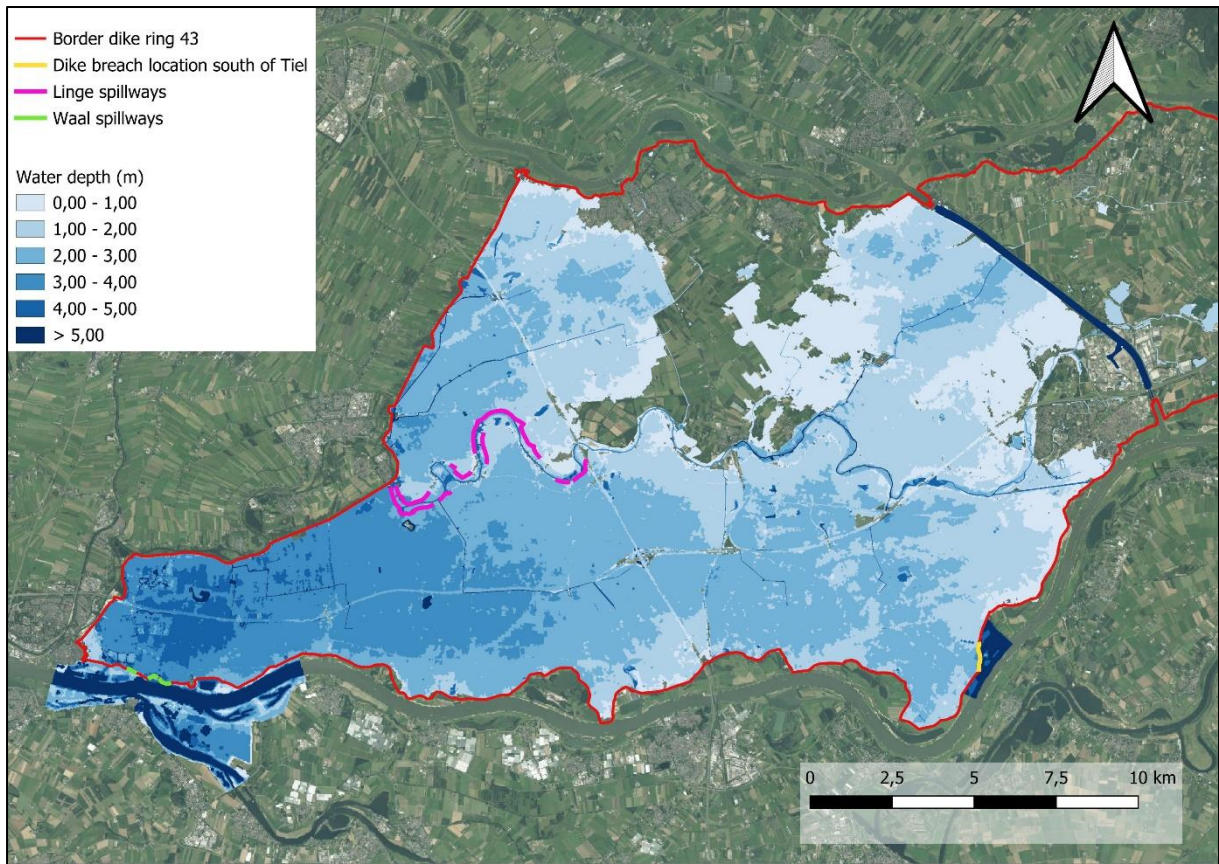 Border dike ring 43
Dike breach location south of Tiel
Linge spillways
Waal spillways
Water depth (m)
0,00 - 1,00
1,00 - 2,00
2,00 - 3,00
3,00 - 4,00
4,00 - 5,00
> 5,00
0 2,5 5 7,5 10 km